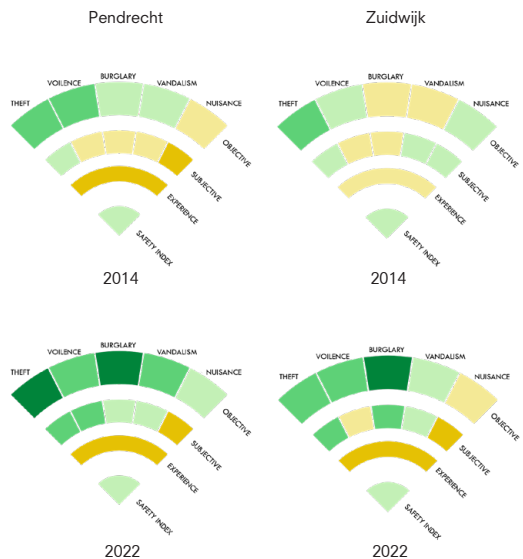 Pendrecht
Zuidwijk
THEFT
VOILENCE
BURGLARY
VANDALISM
NUISANCE
OBJECTIVE
SUBJECTIVE
EXPERIENCE
SAFETY INDEX
2014
THEFT
VOILENCE
BURGLARY
VANDALISM
NUISANCE
OBJECTIVE
SUBJECTIVE
EXPERIENCE
SAFETY INDEX
2014
THEFT
VOILENCE
BURGLARY
VANDALISM
NUISANCE
OBJECTIVE
SUBJECTIVE
EXPERIENCE
SAFETY INDEX
2022
THEFT
VOILENCE
BURGLARY
VANDALISM
NUISANCE
OBJECTIVE
SUBJECTIVE
EXPERIENCE
SAFETY INDEX
2022